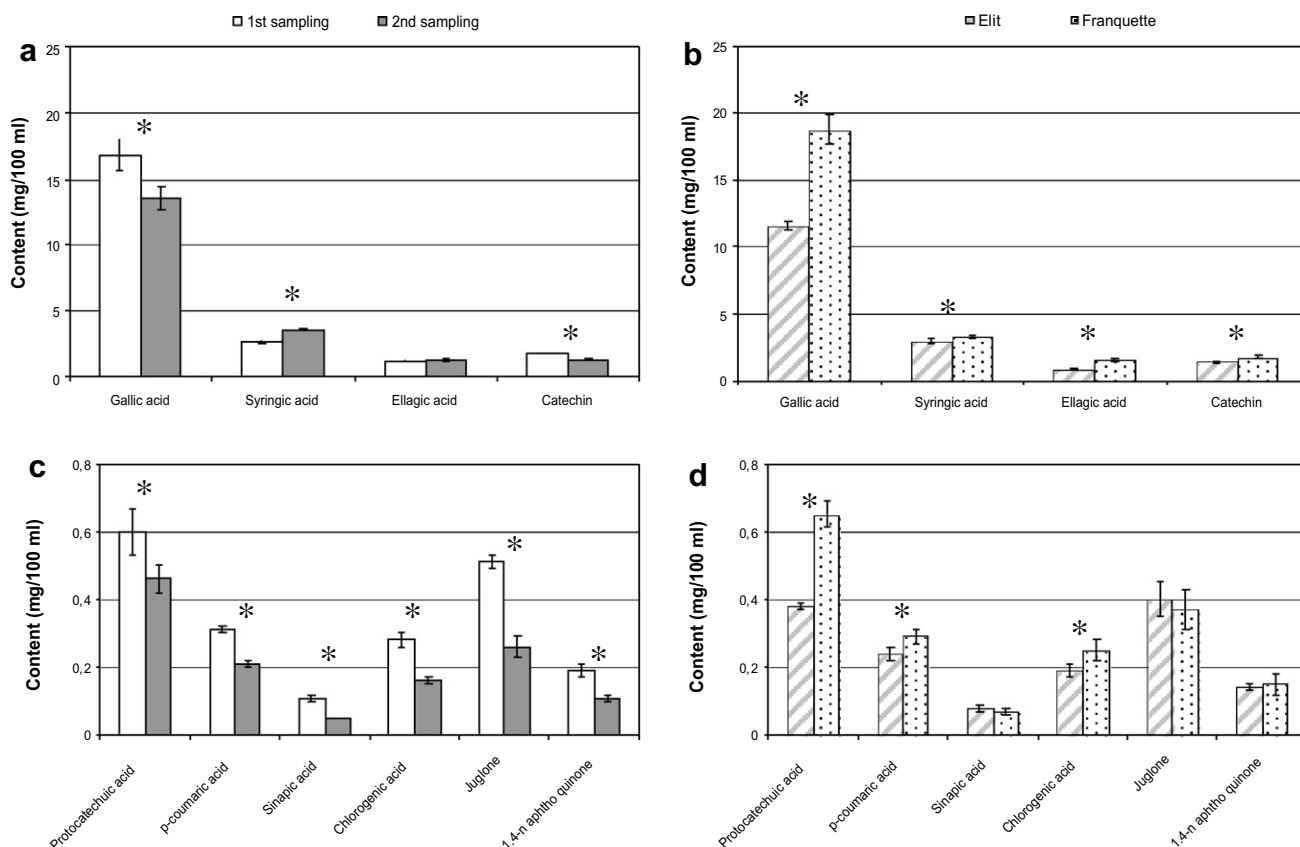 1st sampling 2nd sampling
Elit Franquette
a
Content (mg/100 ml)
25
20
15
10
5
0
*
*
*
Gallic acid Syringic acid Ellagic acid Catechin
b
Content (mg/100 ml)
25
20
15
10
5
0
*
*
*
*
Gallic acid Syringic acid Ellagic acid Catechin
c
Content (mg/100 ml)
0,8
0,6
0,4
0,2
0
*
*
*
*
*
*
Protocatechuic acid
p-coumaric acid
Sinapic acid
Chlorogenic acid
Juglone
1.4-n aphtho quinone
d
Content (mg/100 ml)
0,8
0,6
0,4
0,2
0
*
*
*
Protocatechuic acid
p-coumaric acid
Sinapic acid
Chlorogenic acid
Juglone
1.4-n aphtho quinone